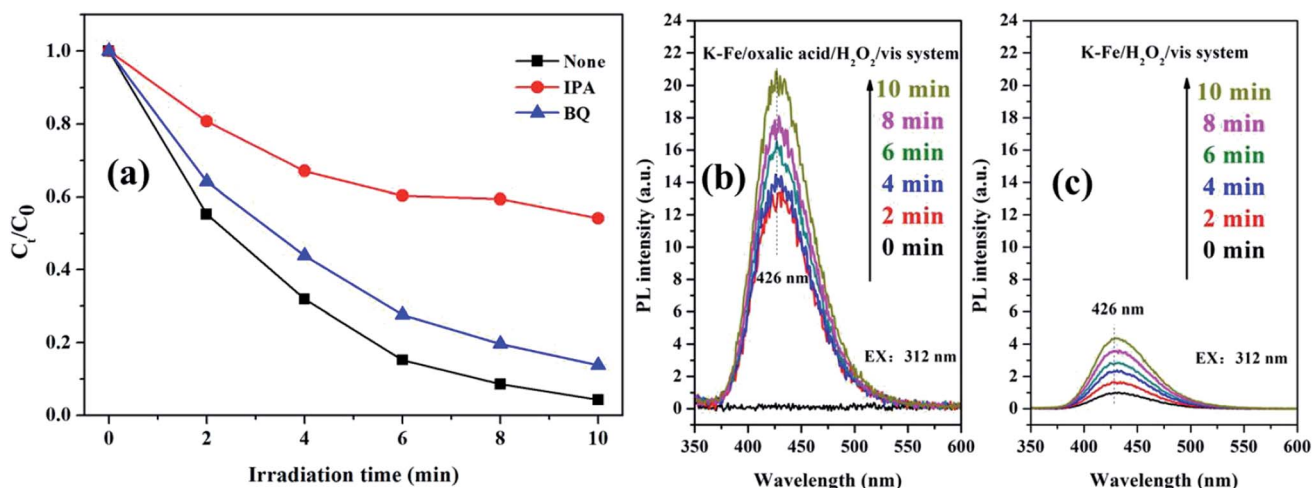 1.0
0.8
0.6
0.4
0.2
0.0
C_t/C_0
None
IPA
BQ
(a)
0 2 4 6 8 10
Irradiation time (min)
22
20
18
16
14
12
10
8
6
4
2
0
PL intensity (a.u.)
K-Fe/oxalic acid/H₂O₂/vis system
10 min
8 min
6 min
4 min
2 min
0 min
(b)
426 nm
EX: 312 nm
350 400 450 500 550 600
Wavelength (nm)
22
20
18
16
14
12
10
8
6
4
2
0
PL intensity (a.u.)
K-Fe/H₂O₂/vis system
10 min
8 min
6 min
4 min
2 min
0 min
(c)
426 nm
EX: 312 nm
350 400 450 500 550 600
Wavelength (nm)